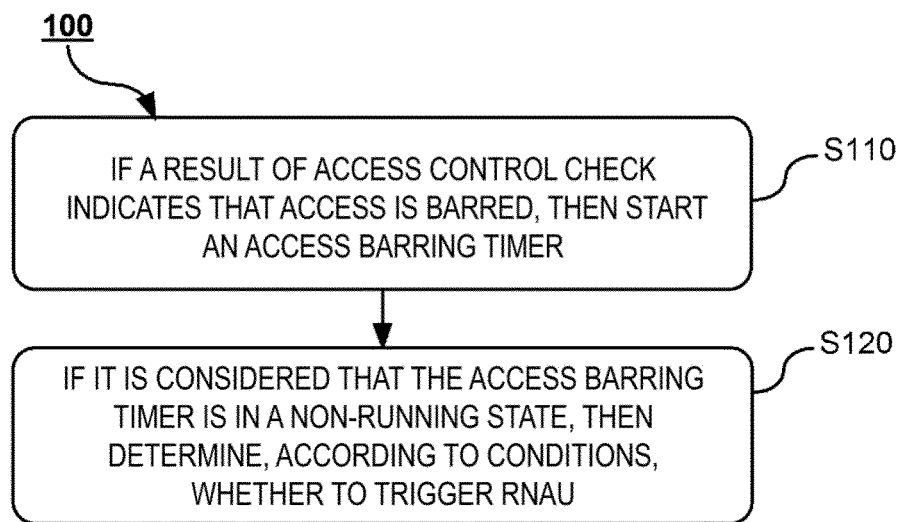 100
IF A RESULT OF ACCESS CONTROL CHECK
INDICATES THAT ACCESS IS BARRED, THEN START
AN ACCESS BARRING TIMER
S110
IF IT IS CONSIDERED THAT THE ACCESS BARRING
TIMER IS IN A NON-RUNNING STATE, THEN
DETERMINE, ACCORDING TO CONDITIONS,
WHETHER TO TRIGGER RNAU
S120